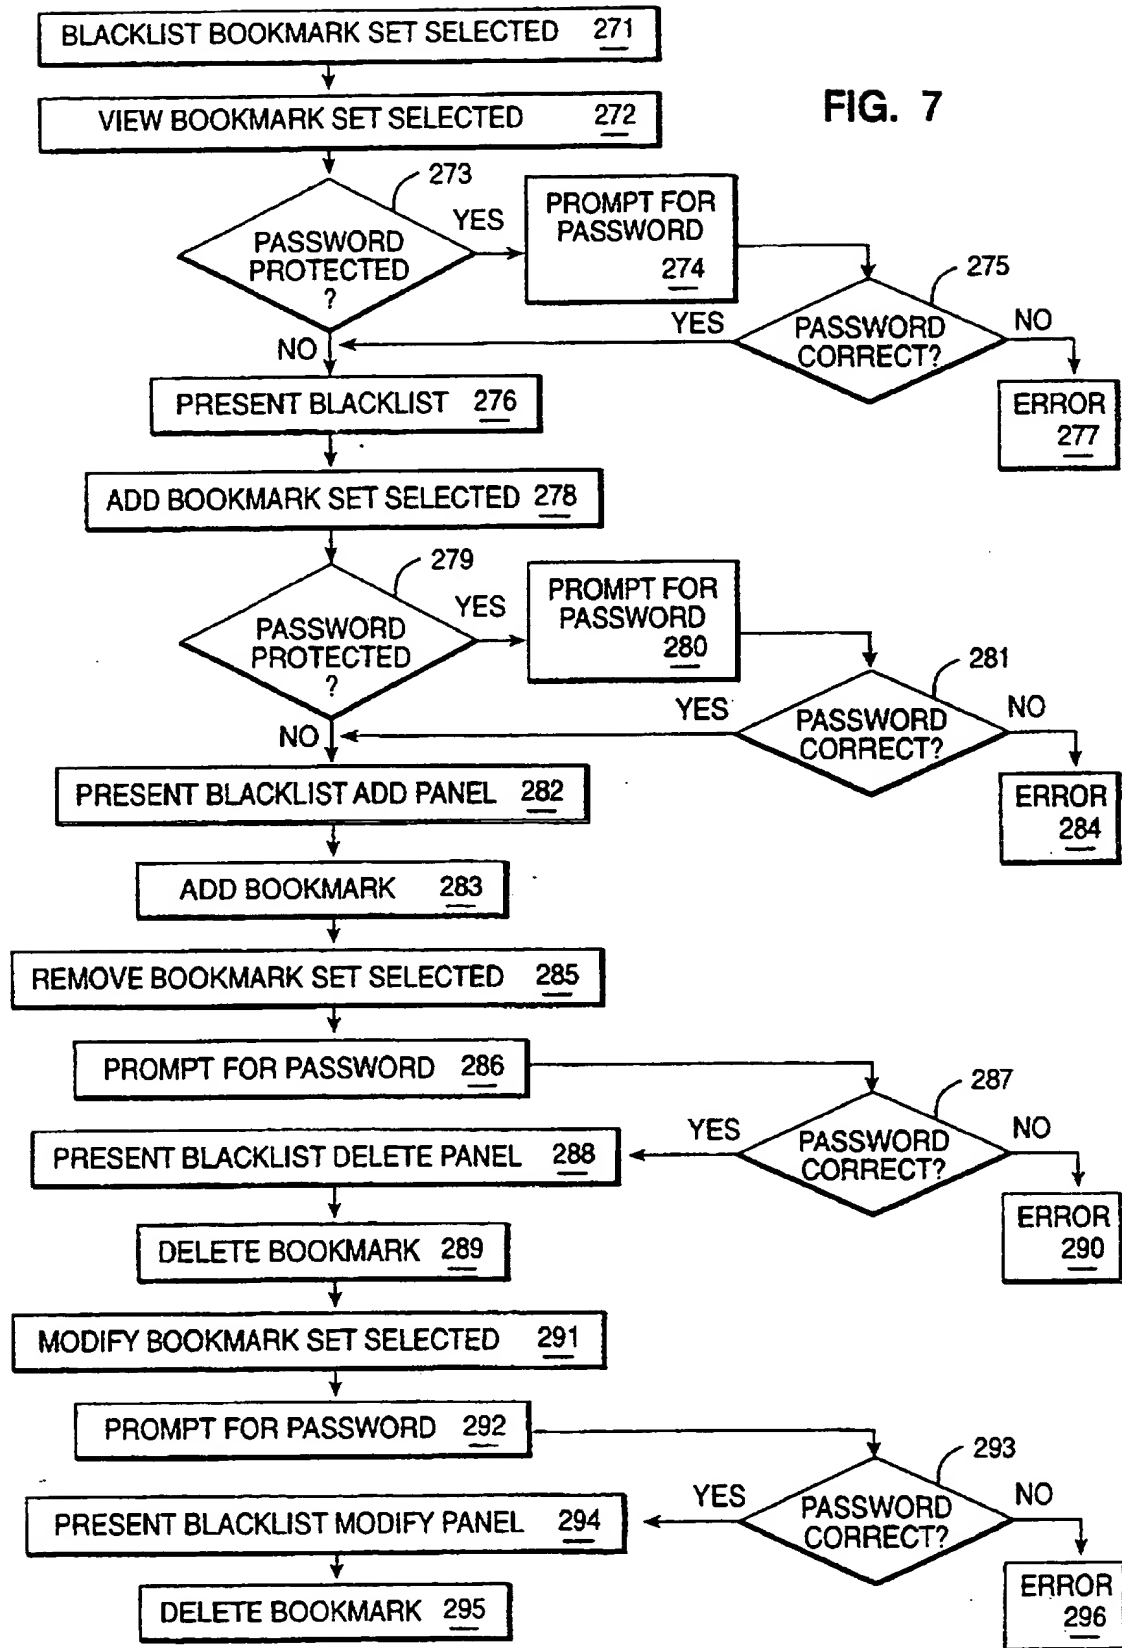 BLACKLIST BOOKMARK SET SELECTED 271
VIEW BOOKMARK SET SELECTED 272
FIG. 7
273
PASSWORD
PROTECTED
?
YES
PROMPT FOR
PASSWORD
274
275
PASSWORD
CORRECT?
YES
NO
NO
ERROR
277
PRESENT BLACKLIST 276
ADD BOOKMARK SET SELECTED 278
279
PASSWORD
PROTECTED
?
YES
PROMPT FOR
PASSWORD
280
281
PASSWORD
CORRECT?
YES
NO
NO
ERROR
284
PRESENT BLACKLIST ADD PANEL 282
ADD BOOKMARK 283
REMOVE BOOKMARK SET SELECTED 285
PROMPT FOR PASSWORD 286
287
PASSWORD
CORRECT?
YES
NO
PRESENT BLACKLIST DELETE PANEL 288
ERROR
290
DELETE BOOKMARK 289
MODIFY BOOKMARK SET SELECTED 291
PROMPT FOR PASSWORD 292
293
PASSWORD
CORRECT?
YES
NO
PRESENT BLACKLIST MODIFY PANEL 294
ERROR
296
DELETE BOOKMARK 295